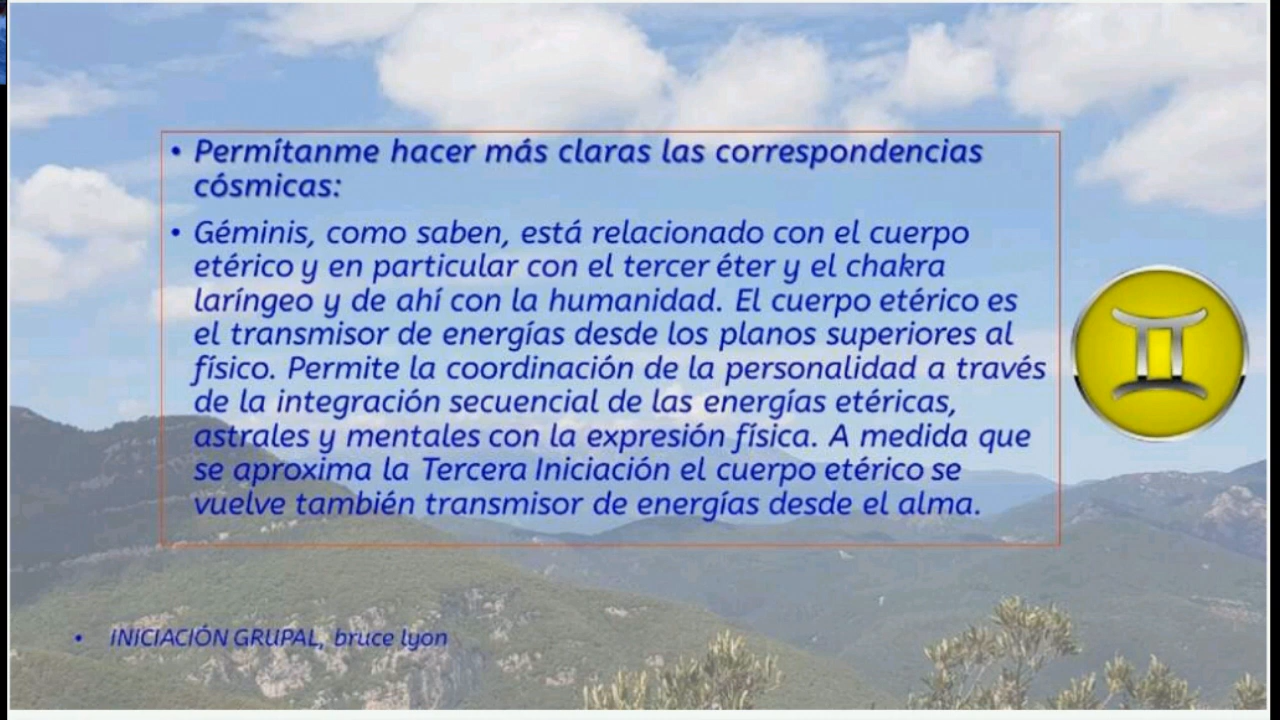 • Permítanme hacer más claras las correspondencias
cósmicas:
• Géminis, como saben, está relacionado con el cuerpo
etérico y en particular con el tercer éter y el chakra
laríngeo y de ahí con la humanidad. El cuerpo etérico es
el transmisor de energías desde los planos superiores al
físico. Permite la coordinación de la personalidad a través
de la integración secuencial de las energías etéricas,
astrales y mentales con la expresión física. A medida que
se aproxima la Tercera Iniciación el cuerpo etérico se
vuelve también transmisor de energías desde el alma.
• INICIACIÓN GRUPAL, bruce lyon